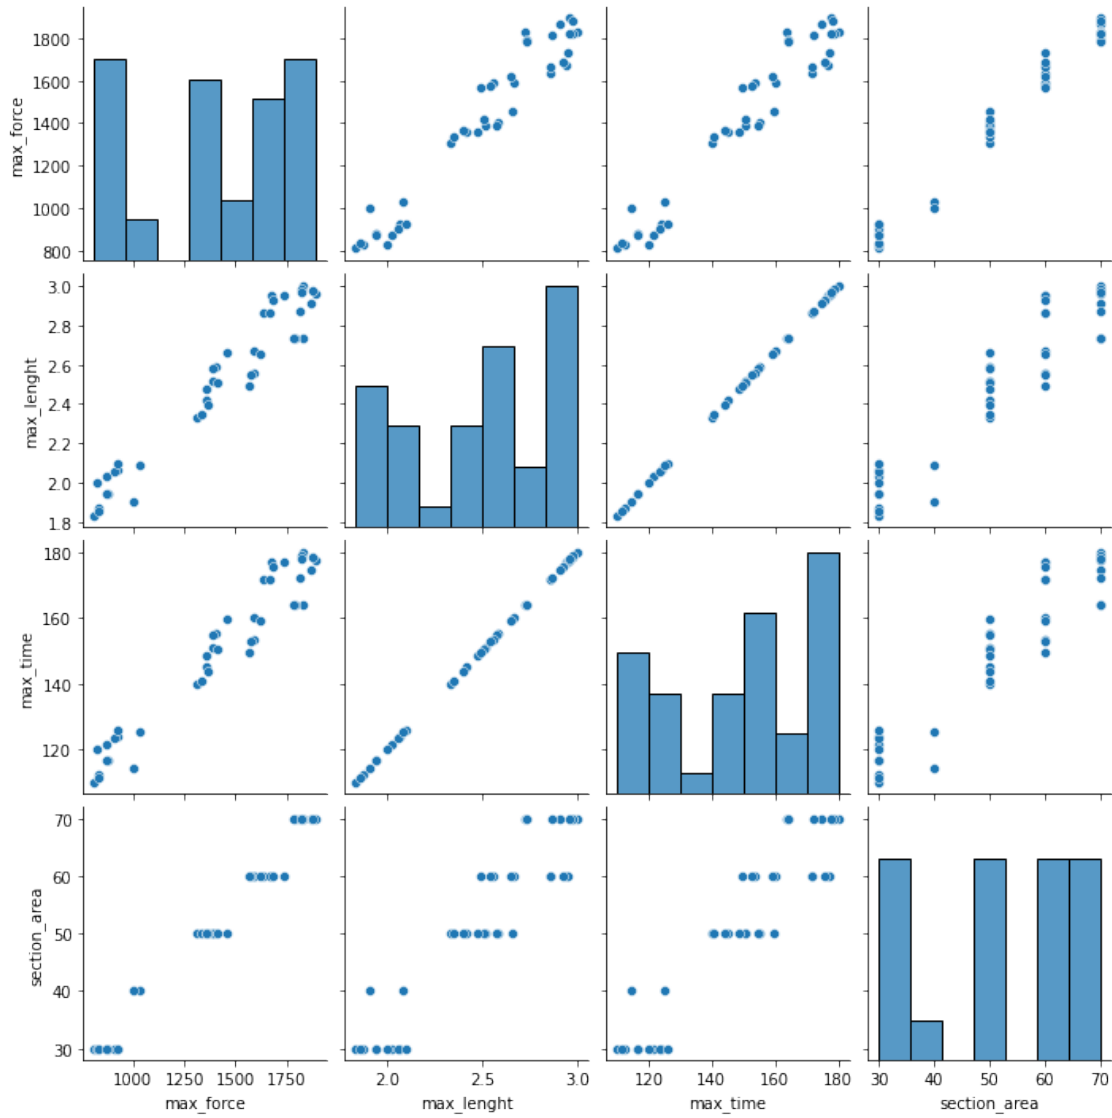 max_force
1800
1600
1400
1200
1000
800
max_lenght
3.0
2.8
2.6
2.4
2.2
2.0
1.8
max_time
180
160
140
120
section_area
70
60
50
40
30
1000 1250 1500 1750
2.0 2.5 3.0
120 140 160 180
30 40 50 60 70
max_force max_lenght max_time section_area